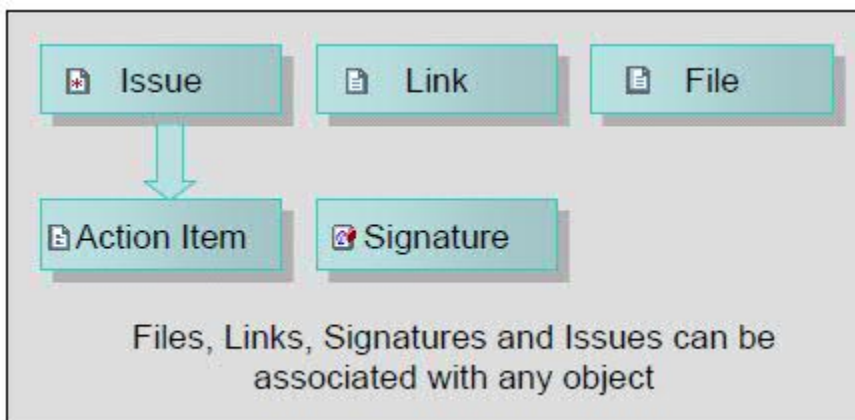 Issue
Link
File
Action Item
Signature
Files, Links, Signatures and Issues can be
associated with any object